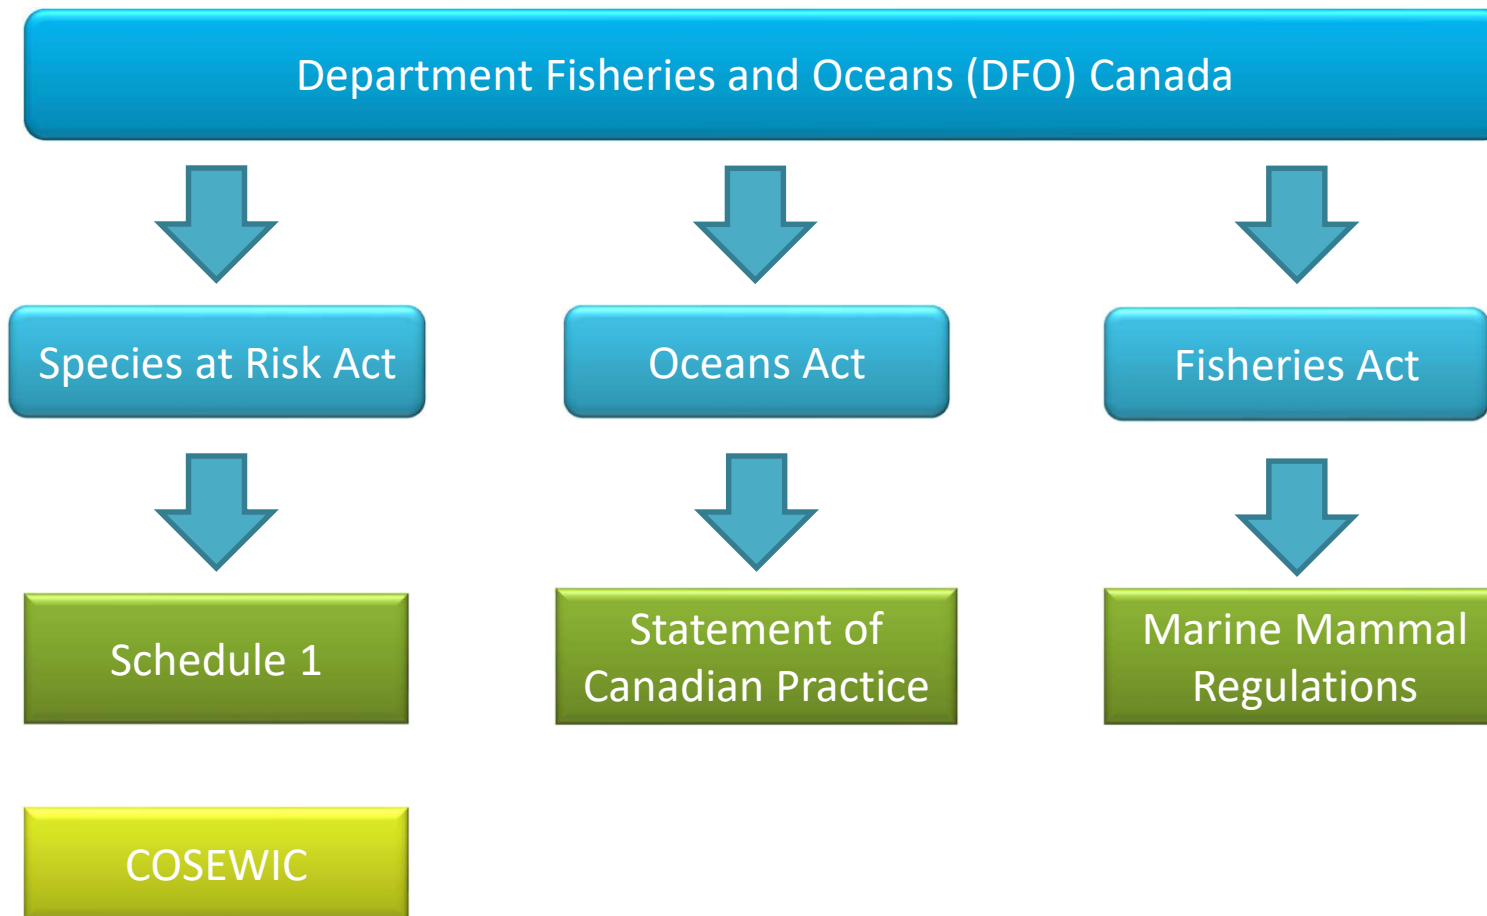 Department Fisheries and Oceans (DFO) Canada
Species at Risk Act
Oceans Act
Fisheries Act
Schedule 1
Statement of
Canadian Practice
Marine Mammal
Regulations
COSEWIC